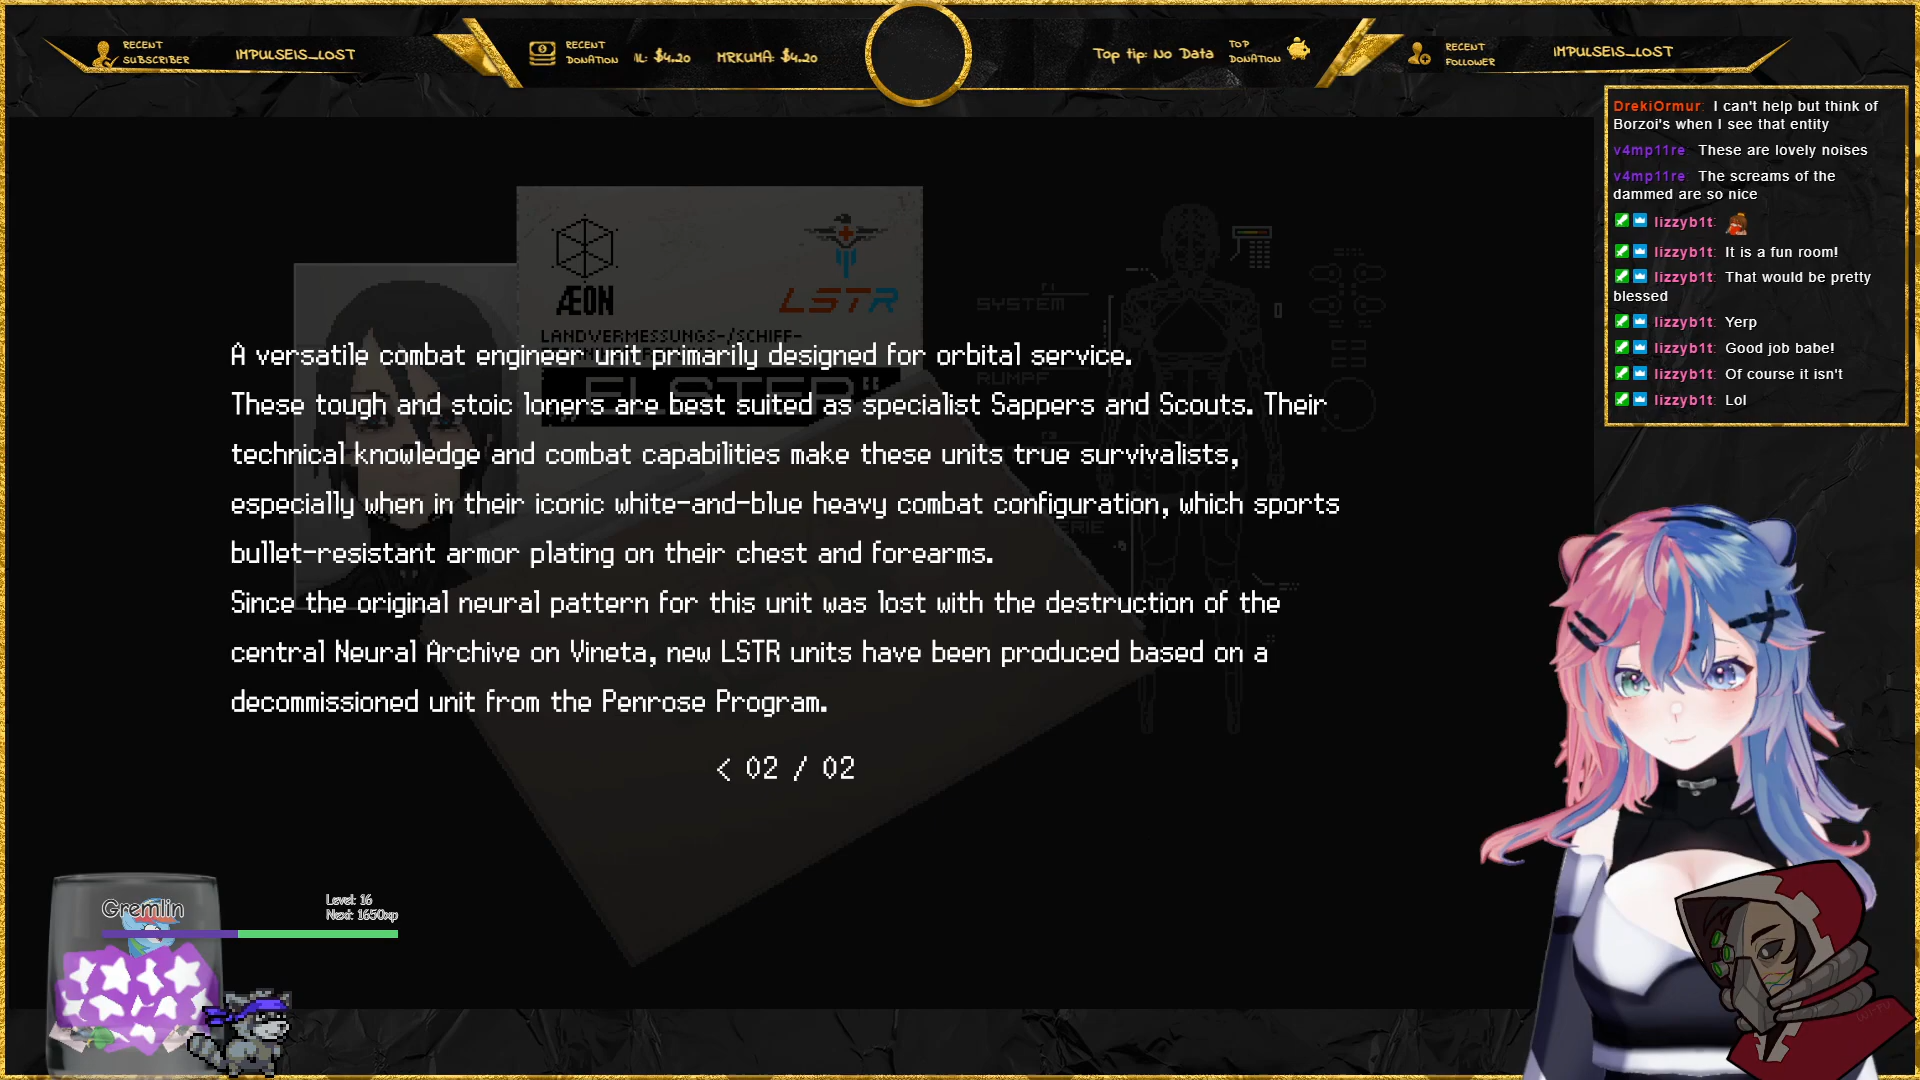 RECENT
SUBSCRIBER
IMPULSEIS_LOST
RECENT
DONATION
IL: $4.20
MRKUMA: $4.20
Top tip: No Data
TOP
DONATION
RECENT
FOLLOWER
IMPULSEIS_LOST
DrekiOrmur: I can't help but think of
Borzoi's when I see that entity
v4mp11re: These are lovely noises
v4mp11re: The screams of the
dammed are so nice
lizzyb1t:
lizzyb1t: It is a fun room!
lizzyb1t: That would be pretty
blessed
lizzyb1t: Yerp
lizzyb1t: Good job babe!
lizzyb1t: Of course it isn't
lizzyb1t: Lol
ÆON
LSTR
LANDVERMESSUNGS-/SCHIFF-
„ELSTER“
SYSTEM
RUMPF
A versatile combat engineer unit primarily designed for orbital service.
These tough and stoic loners are best suited as specialist Sappers and Scouts. Their
technical knowledge and combat capabilities make these units true survivalists,
especially when in their iconic white-and-blue heavy combat configuration, which sports
bullet-resistant armor plating on their chest and forearms.
Since the original neural pattern for this unit was lost with the destruction of the
central Neural Archive on Vineta, new LSTR units have been produced based on a
decommissioned unit from the Penrose Program.
< 02 / 02
Gremlin
Level: 16
Next: 1650xp